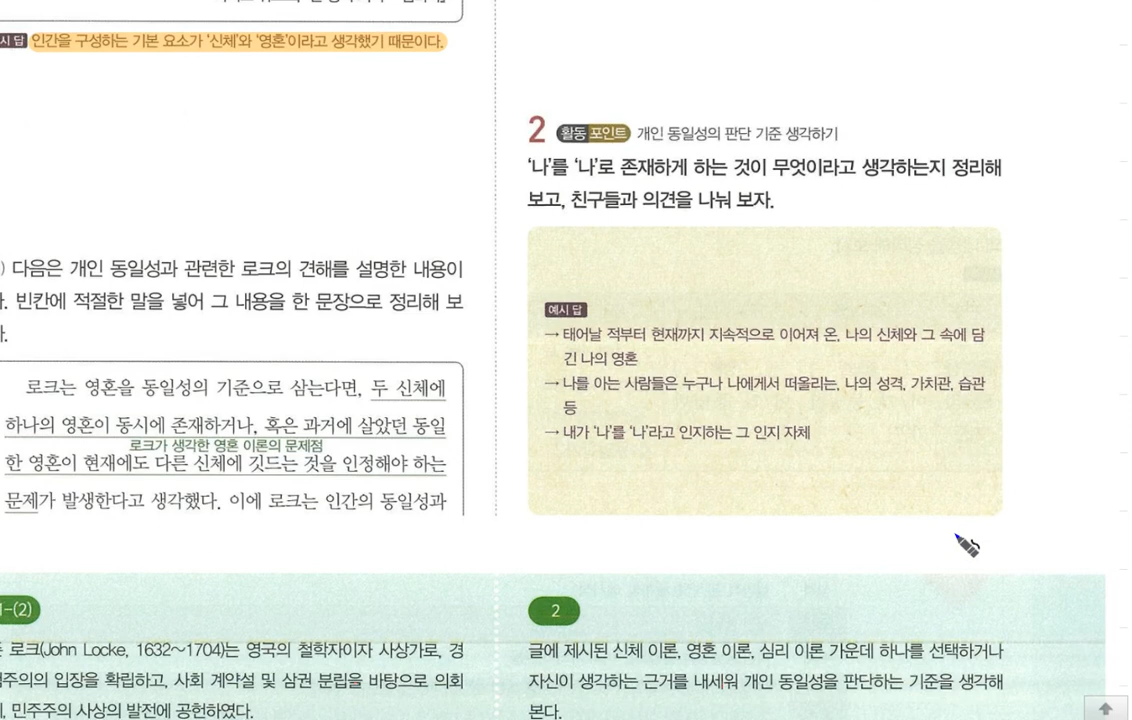 시 답 인간을 구성하는 기본 요소가 '신체'와 '영혼'이라고 생각했기 때문이다.
) 다음은 개인 동일성과 관련한 로크의 견해를 설명한 내용이
. 빈칸에 적절한 말을 넣어 그 내용을 한 문장으로 정리해 보
로크는 영혼을 동일성의 기준으로 삼는다면, 두 신체에
하나의 영혼이 동시에 존재하거나, 혹은 과거에 살았던 동일
로크가 생각한 영혼 이론의 문제점
한 영혼이 현재에도 다른 신체에 깃드는 것을 인정해야 하는
문제가 발생한다고 생각했다. 이에 로크는 인간의 동일성과
2 활동 포인트 개인 동일성의 판단 기준 생각하기
'나'를 '나'로 존재하게 하는 것이 무엇이라고 생각하는지 정리해
보고, 친구들과 의견을 나눠 보자.
예시 답
→ 태어날 적부터 현재까지 지속적으로 이어져 온, 나의 신체와 그 속에 담
긴 나의 영혼
→ 나를 아는 사람들은 누구나 나에게서 떠올리는, 나의 성격, 가치관, 습관
등
→ 내가 '나'를 '나'라고 인지하는 그 인지 자체
1-(2)
로크(John Locke, 1632~1704)는 영국의 철학자이자 사상가로, 경
주의의 입장을 확립하고, 사회 계약설 및 삼권 분립을 바탕으로 의회
민주주의 사상의 발전에 공헌하였다.
2
글에 제시된 신체 이론, 영혼 이론, 심리 이론 가운데 하나를 선택하거나
자신이 생각하는 근거를 내세워 개인 동일성을 판단하는 기준을 생각해
본다.